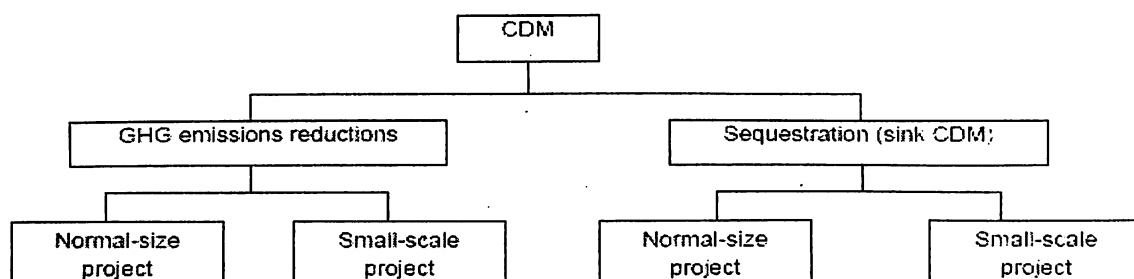 CDM
GHG emissions reductions
Sequestration (sink CDM)
Normal-size
project
Small-scale
project
Normal-size
project
Small-scale
project